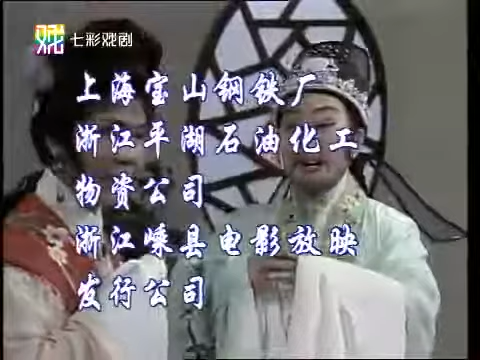 戏 七彩戏剧
上海宝山钢铁厂
浙江平湖石油化工
物资公司
浙江嵊县电影放映
发行公司